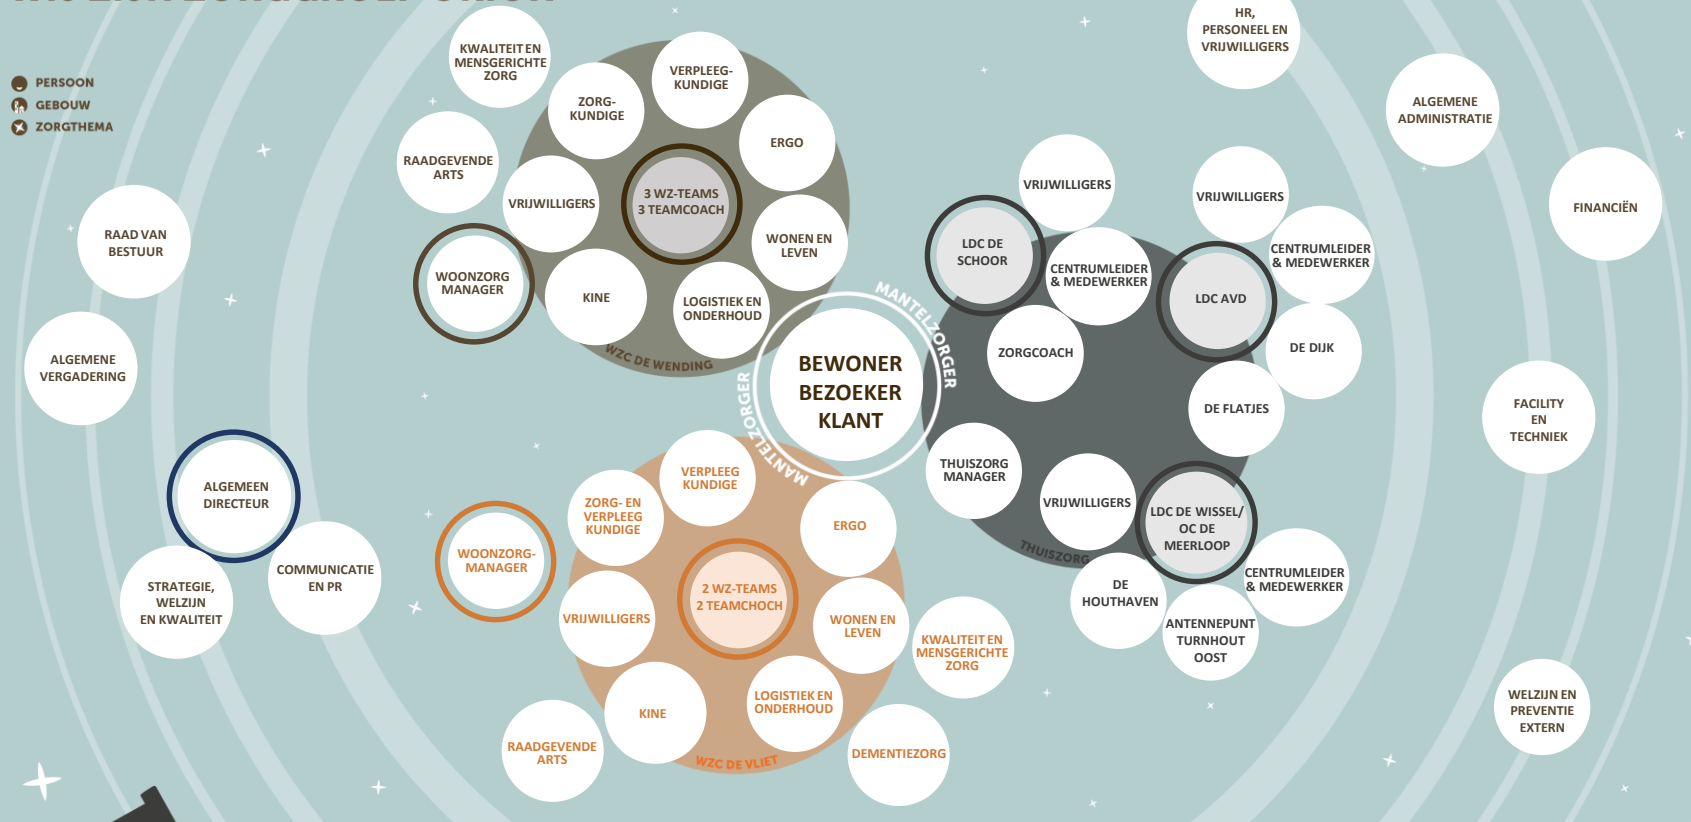 PERSOON
GEBOUW
ZORGTHEMA
KWALITEIT EN
MENSGERICHTE
ZORG
ZORG-
KUNDIGE
VERPLEEG-
KUNDIGE
ERGO
RAADGEVENDE
ARTS
VRIJWILLIGERS
3 WZ-TEAMS
3 TEAMCOACH
WONEN EN
LEVEN
WOONZORG
MANAGER
KINE
LOGISTIEK EN
ONDERHOUD
WZC DE WENDING
RAAD VAN
BESTUUR
ALGEMENE
VERGADERING
ALGEMEEN
DIRECTEUR
STRATEGIE,
WELZIJN
EN KWALITEIT
COMMUNICATIE
EN PR
MANTELZORGER
BEWONER
BEZOEKER
KLANT
MANTELZORGER
HR,
PERSONEEL EN
VRIJWILLIGERS
ALGEMENE
ADMINISTRATIE
FINANCIËN
FACILITY
EN
TECHNIEK
WELZIJN EN
PREVENTIE
EXTERN
VRIJWILLIGERS
LDC DE
SCHOOR
CENTRUMLEIDER
& MEDEWERKER
ZORGCOACH
VRIJWILLIGERS
CENTRUMLEIDER
& MEDEWERKER
LDC AVD
DE DIJK
DE FLATJES
THUISZORG
MANAGER
VRIJWILLIGERS
LDC DE WISSEL/
OC DE
MEERLOOP
THUISZORG
DE
HOUTHAVEN
CENTRUMLEIDER
& MEDEWERKER
ANTENNEPUNT
TURNHOUT
OOST
VERPLEEG
KUNDIGE
ZORG- EN
VERPLEEG
KUNDIGE
ERGO
WOONZORG-
MANAGER
2 WZ-TEAMS
2 TEAMCHOCH
VRIJWILLIGERS
WONEN EN
LEVEN
KWALITEIT EN
MENSGERICHTE
ZORG
KINE
LOGISTIEK EN
ONDERHOUD
RAADGEVENDE
ARTS
WZC DE VLIET
DEMENTIEZORG